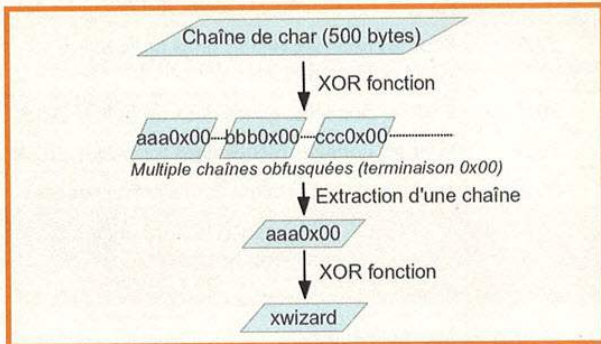 Chaîne de char (500 bytes)
XOR fonction
aaa0x00 bbb0x00 ccc0x00
Multiple chaînes obfusquées (terminaison 0x00)
Extraction d'une chaîne
aaa0x00
XOR fonction
xwizard